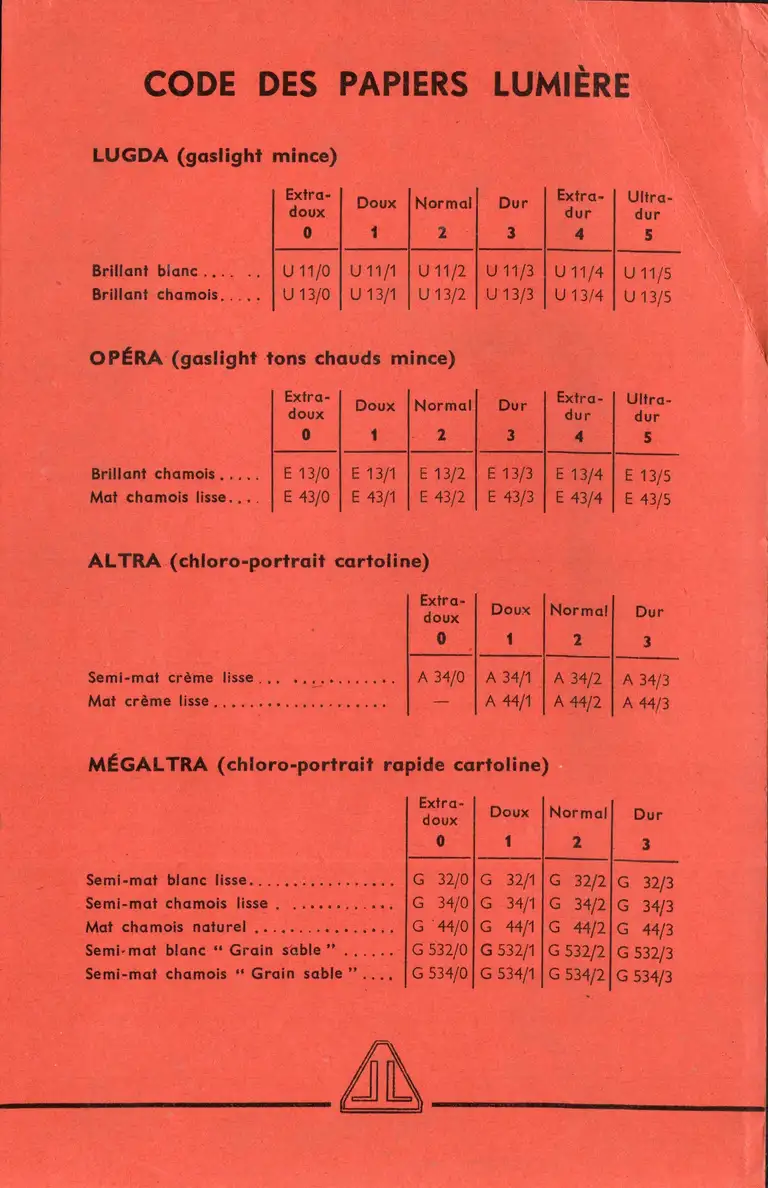 CODE DES PAPIERS LUMIÈRE
LUGDA (gaslight mince)
Extra-doux Doux Normal Dur Extra-dur Ultra-dur
0 1 2 3 4 5
Brillant blanc.... .. U 11/0 U 11/1 U 11/2 U 11/3 U 11/4 U 11/5
Brillant chamois..... U 13/0 U 13/1 U 13/2 U 13/3 U 13/4 U 13/5
OPÉRA (gaslight tons chauds mince)
Extra-doux Doux Normal Dur Extra-dur Ultra-dur
0 1 2 3 4 5
Brillant chamois..... E 13/0 E 13/1 E 13/2 E 13/3 E 13/4 E 13/5
Mat chamois lisse.... E 43/0 E 43/1 E 43/2 E 43/3 E 43/4 E 43/5
ALTRA (chloro-portrait cartoline)
Extra-doux Doux Normal Dur
0 1 2 3
Semi-mat crème lisse... ............ A 34/0 A 34/1 A 34/2 A 34/3
Mat crème lisse.................... — A 44/1 A 44/2 A 44/3
MÉGALTRA (chloro-portrait rapide cartoline)
Extra-doux Doux Normal Dur
0 1 2 3
Semi-mat blanc lisse................. G 32/0 G 32/1 G 32/2 G 32/3
Semi-mat chamois lisse . ............ G 34/0 G 34/1 G 34/2 G 34/3
Mat chamois naturel ................ G 44/0 G 44/1 G 44/2 G 44/3
Semi-mat blanc “ Grain sable ” ...... G 532/0 G 532/1 G 532/2 G 532/3
Semi-mat chamois “ Grain sable ”.... G 534/0 G 534/1 G 534/2 G 534/3
JL